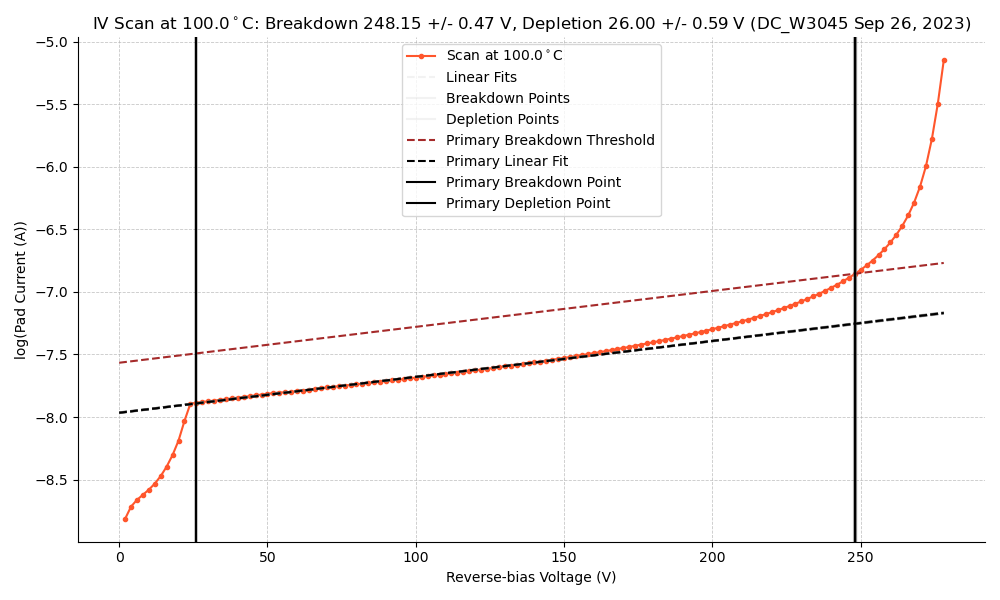 IV Scan at 100.0°C: Breakdown 248.15 +/- 0.47 V, Depletion 26.00 +/- 0.59 V (DC_W3045 Sep 26, 2023)
Scan at 100.0°C
Linear Fits
Breakdown Points
Depletion Points
Primary Breakdown Threshold
Primary Linear Fit
Primary Breakdown Point
Primary Depletion Point
log(Pad Current (A))
−5.0
−5.5
−6.0
−6.5
−7.0
−7.5
−8.0
−8.5
0 50 100 150 200 250
Reverse-bias Voltage (V)